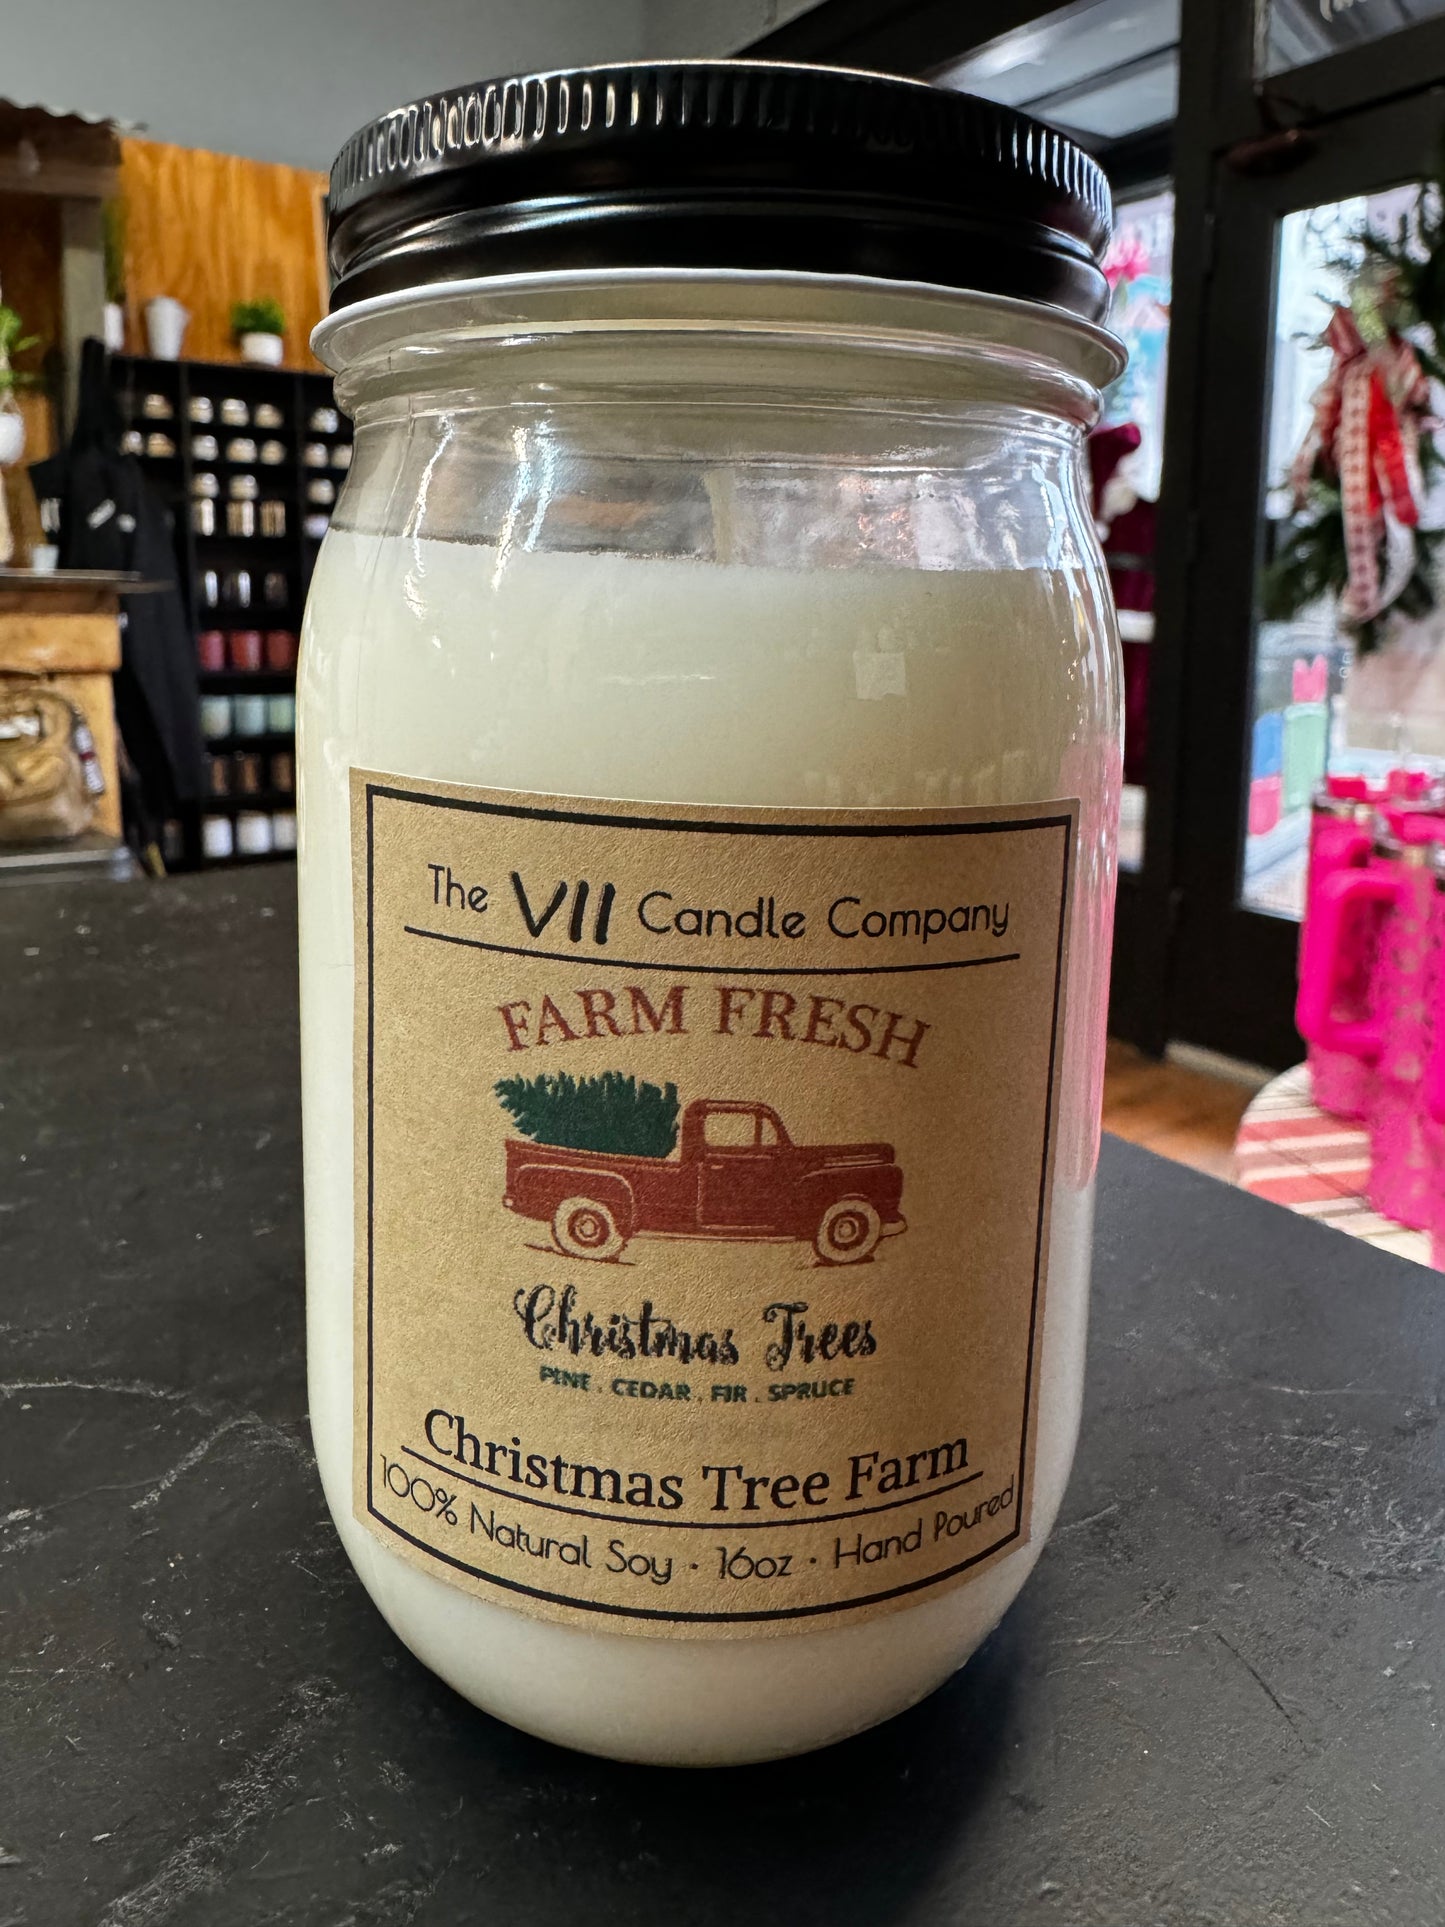 The VII Candle Company
FARM FRESH
Christmas Trees
PINE . CEDAR . FIR . SPRUCE
Christmas Tree Farm
100% Natural Soy · 16oz · Hand Poured